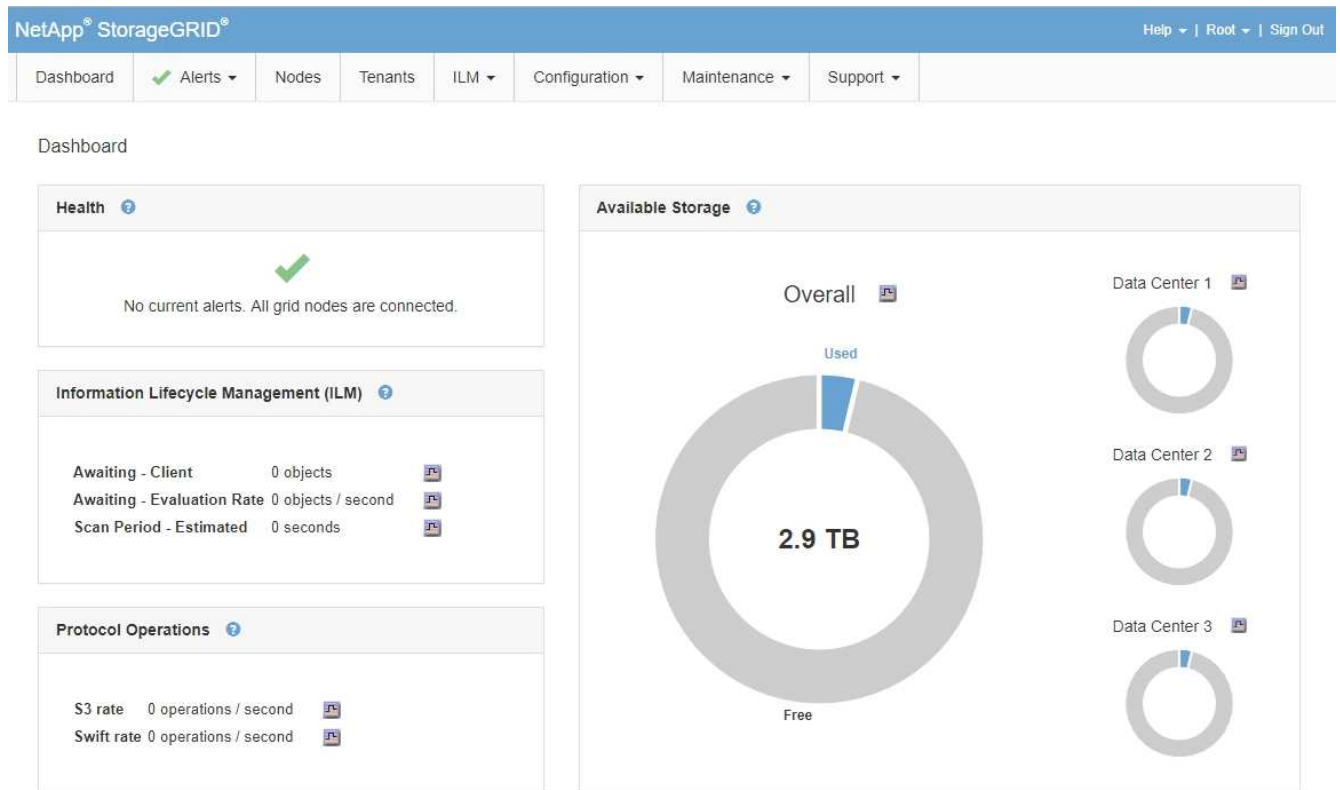 NetApp® StorageGRID®
Help | Root | Sign Out
Dashboard Alerts Nodes Tenants ILM Configuration Maintenance Support
Dashboard
Health
No current alerts. All grid nodes are connected.
Information Lifecycle Management (ILM)
Awaiting - Client 0 objects
Awaiting - Evaluation Rate 0 objects / second
Scan Period - Estimated 0 seconds
Protocol Operations
S3 rate 0 operations / second
Swift rate 0 operations / second
Available Storage
Overall
Used
2.9 TB
Free
Data Center 1
Data Center 2
Data Center 3